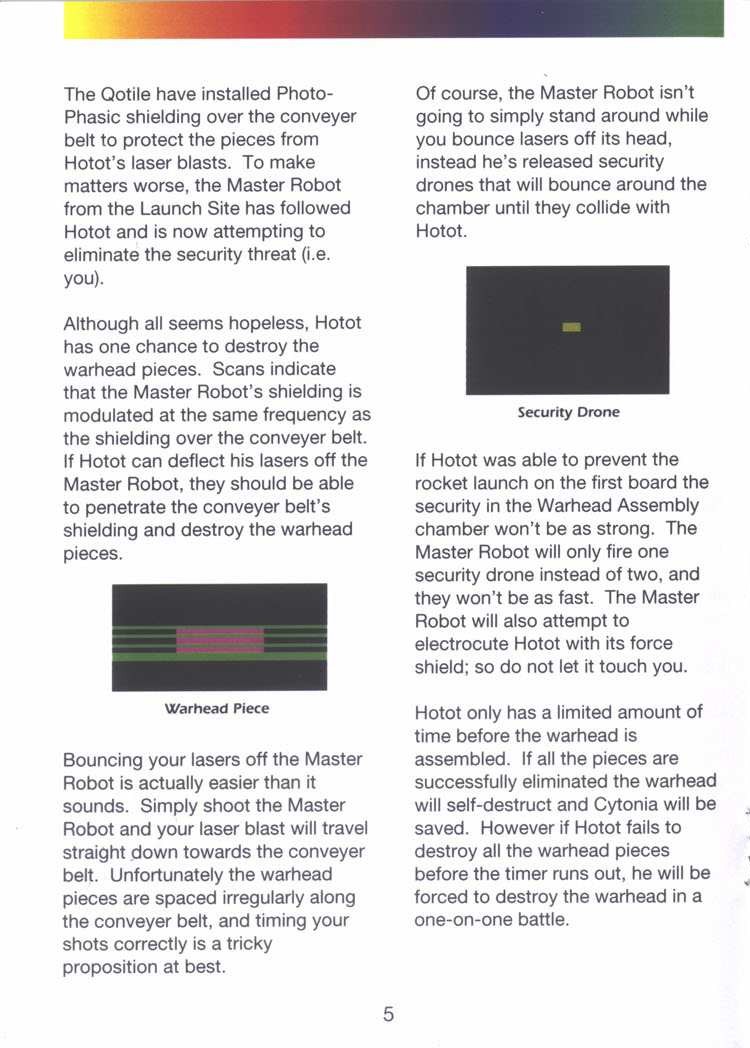 The Qotile have installed Photo-
Phasic shielding over the conveyer
belt to protect the pieces from
Hotot's laser blasts.  To make
matters worse, the Master Robot
from the Launch Site has followed
Hotot and is now attempting to
eliminate the security threat (i.e.
you).
Although all seems hopeless, Hotot
has one chance to destroy the
warhead pieces.  Scans indicate
that the Master Robot's shielding is
modulated at the same frequency as
the shielding over the conveyer belt.
If Hotot can deflect his lasers off the
Master Robot, they should be able
to penetrate the conveyer belt's
shielding and destroy the warhead
pieces.
Warhead Piece
Bouncing your lasers off the Master
Robot is actually easier than it
sounds.  Simply shoot the Master
Robot and your laser blast will travel
straight down towards the conveyer
belt.  Unfortunately the warhead
pieces are spaced irregularly along
the conveyer belt, and timing your
shots correctly is a tricky
proposition at best.
Of course, the Master Robot isn't
going to simply stand around while
you bounce lasers off its head,
instead he's released security
drones that will bounce around the
chamber until they collide with
Hotot.
Security Drone
If Hotot was able to prevent the
rocket launch on the first board the
security in the Warhead Assembly
chamber won't be as strong.  The
Master Robot will only fire one
security drone instead of two, and
they won't be as fast.  The Master
Robot will also attempt to
electrocute Hotot with its force
shield; so do not let it touch you.
Hotot only has a limited amount of
time before the warhead is
assembled.  If all the pieces are
successfully eliminated the warhead
will self-destruct and Cytonia will be
saved.  However if Hotot fails to
destroy all the warhead pieces
before the timer runs out, he will be
forced to destroy the warhead in a
one-on-one battle.
5